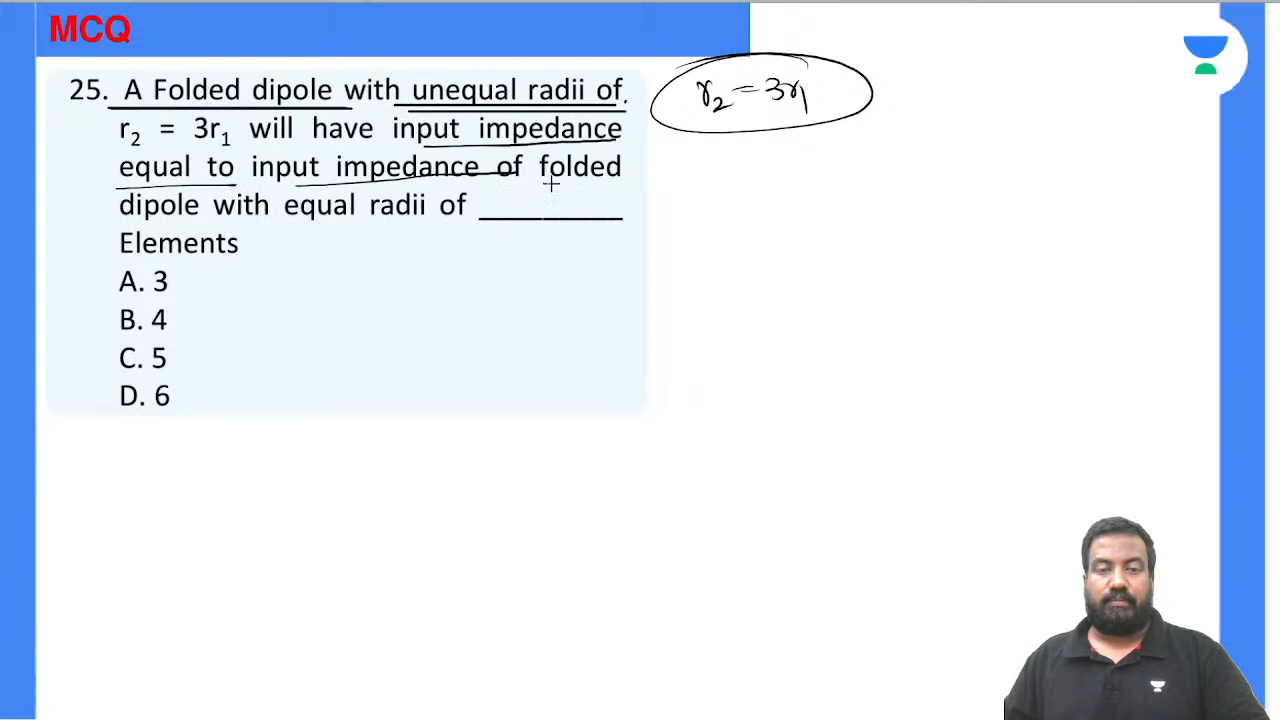 MCQ
25. A Folded dipole with unequal radii of
r₂ = 3r₁ will have input impedance
equal to input impedance of folded
dipole with equal radii of __________
Elements
A. 3
B. 4
C. 5
D. 6
r₂ = 3r₁